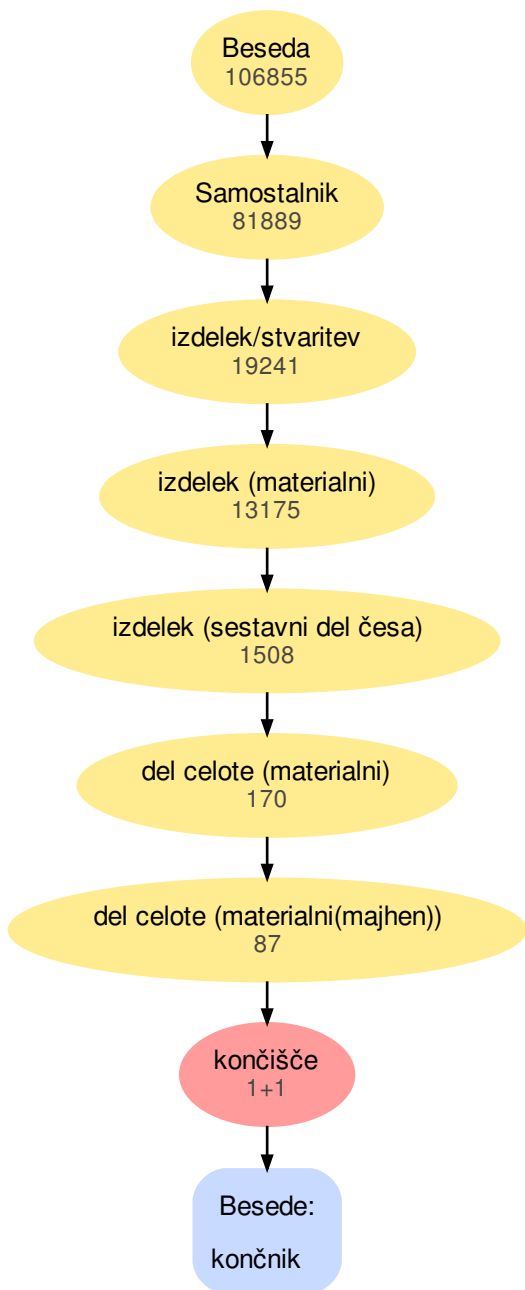 Beseda
106855
Samostalnik
81889
izdelek/stvaritev
19241
izdelek (materialni)
13175
izdelek (sestavni del česa)
1508
del celote (materialni)
170
del celote (materialni(majhen))
87
končišče
1+1
Besede:
končnik